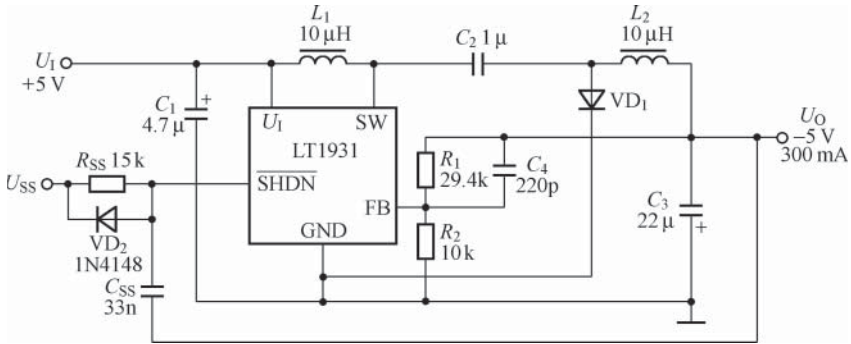 L1
10 μH
L2
10 μH
C2 1 μ
UI
+5 V
C1
4.7 μ
+
UI
SW
VD1
LT1931
UO
−5 V
300 mA
USS
RSS 15 k
SHDN
R1
29.4k
C4
220p
FB
C3
22 μ
+
GND
R2
10 k
VD2
1N4148
CSS
33n